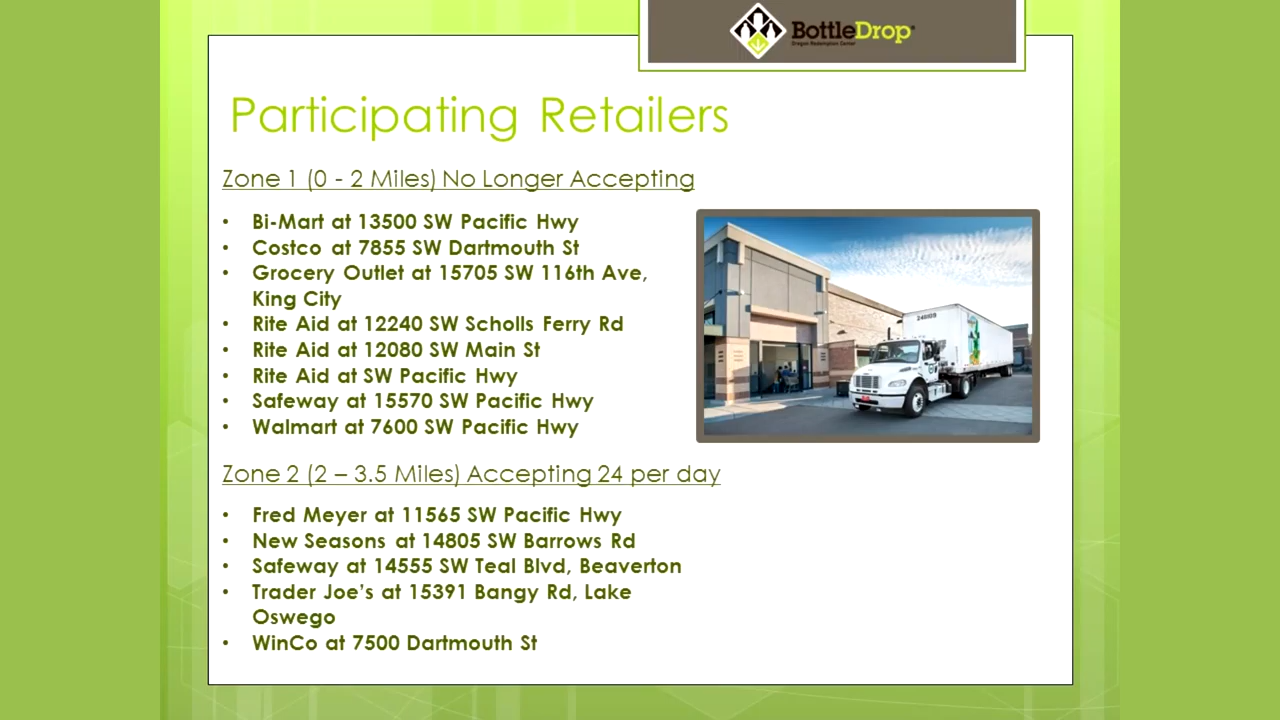 BottleDrop
Oregon Redemption Center
Participating Retailers
Zone 1 (0 - 2 Miles) No Longer Accepting
• Bi-Mart at 13500 SW Pacific Hwy
• Costco at 7855 SW Dartmouth St
• Grocery Outlet at 15705 SW 116th Ave,
King City
• Rite Aid at 12240 SW Scholls Ferry Rd
• Rite Aid at 12080 SW Main St
• Rite Aid at SW Pacific Hwy
• Safeway at 15570 SW Pacific Hwy
• Walmart at 7600 SW Pacific Hwy
Zone 2 (2 – 3.5 Miles) Accepting 24 per day
• Fred Meyer at 11565 SW Pacific Hwy
• New Seasons at 14805 SW Barrows Rd
• Safeway at 14555 SW Teal Blvd, Beaverton
• Trader Joe’s at 15391 Bangy Rd, Lake
Oswego
• WinCo at 7500 Dartmouth St